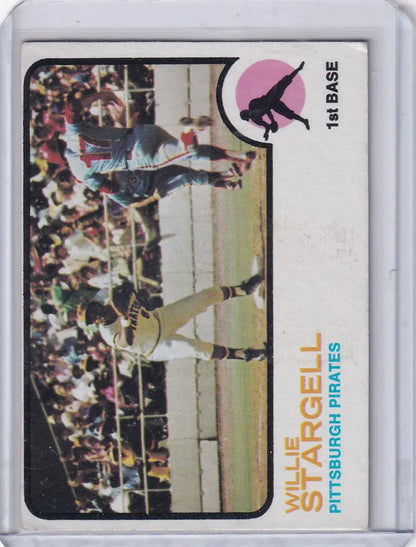 1st BASE
WILLIE
STARGELL
PITTSBURGH PIRATES